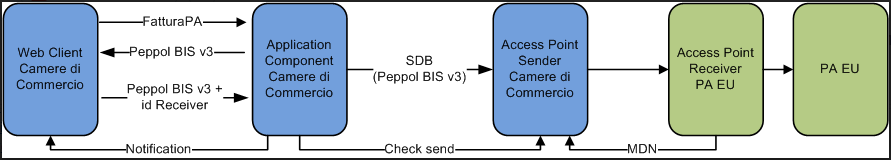 Web Client
Camere di
Commercio
FatturaPA
Peppol BIS v3
Peppol BIS v3 +
id Receiver
Application
Component
Camere di
Commercio
SDB
(Peppol BIS v3)
Access Point
Sender
Camere di
Commercio
Access Point
Receiver
PA EU
PA EU
Notification
Check send
MDN